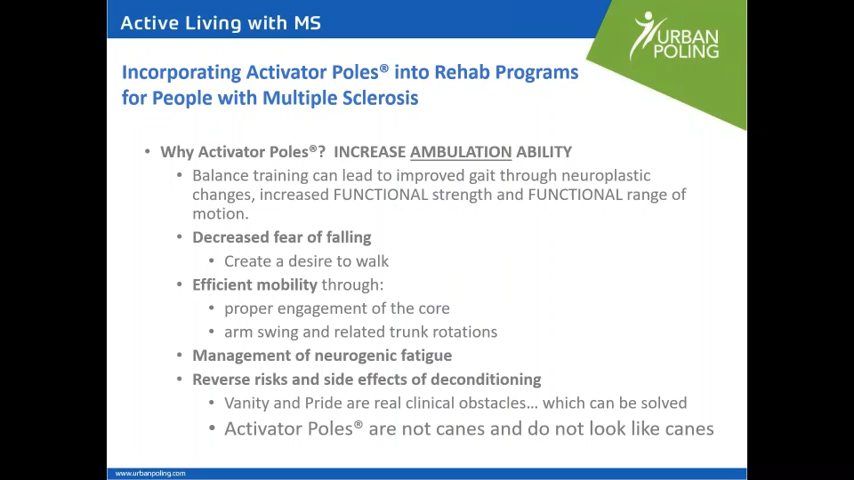 Active Living with MS
URBAN
POLING
Incorporating Activator Poles® into Rehab Programs
for People with Multiple Sclerosis
• Why Activator Poles®? INCREASE AMBULATION ABILITY
• Balance training can lead to improved gait through neuroplastic
changes, increased FUNCTIONAL strength and FUNCTIONAL range of
motion.
• Decreased fear of falling
• Create a desire to walk
• Efficient mobility through:
• proper engagement of the core
• arm swing and related trunk rotations
• Management of neurogenic fatigue
• Reverse risks and side effects of deconditioning
• Vanity and Pride are real clinical obstacles... which can be solved
• Activator Poles® are not canes and do not look like canes
www.urbanpoling.com